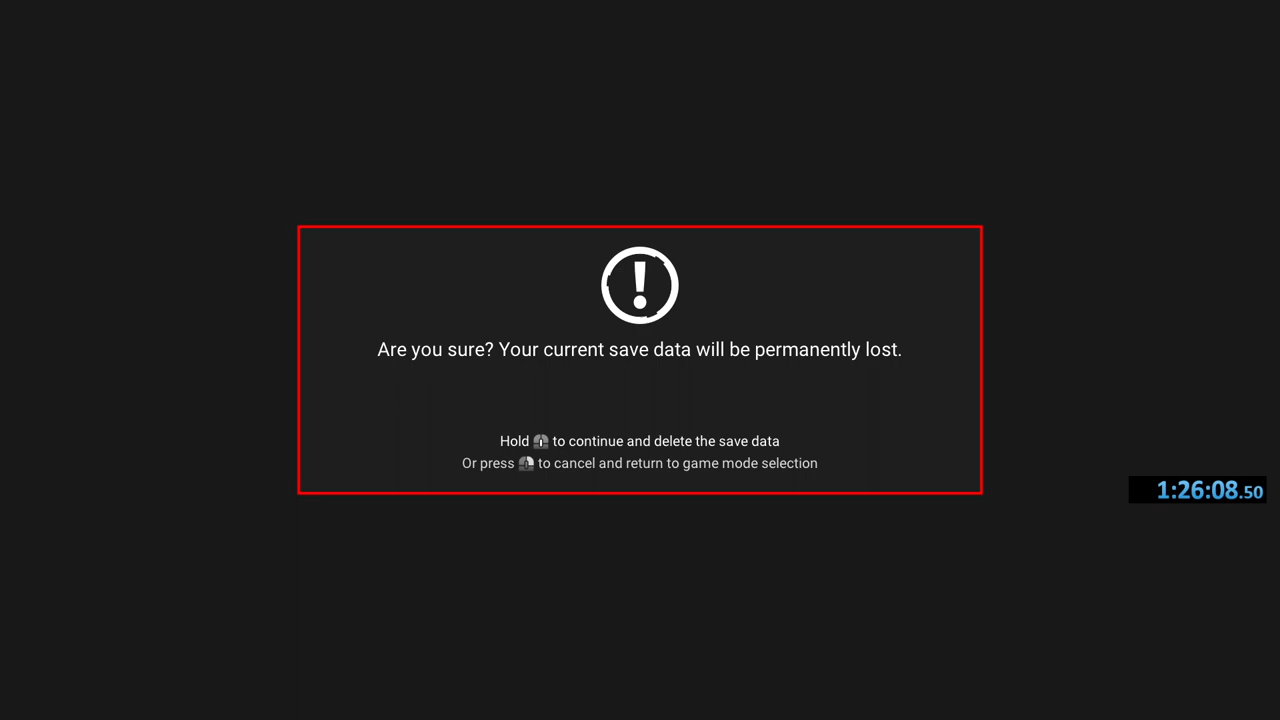 Are you sure? Your current save data will be permanently lost.
Hold to continue and delete the save data
Or press to cancel and return to game mode selection
1:26:08.50